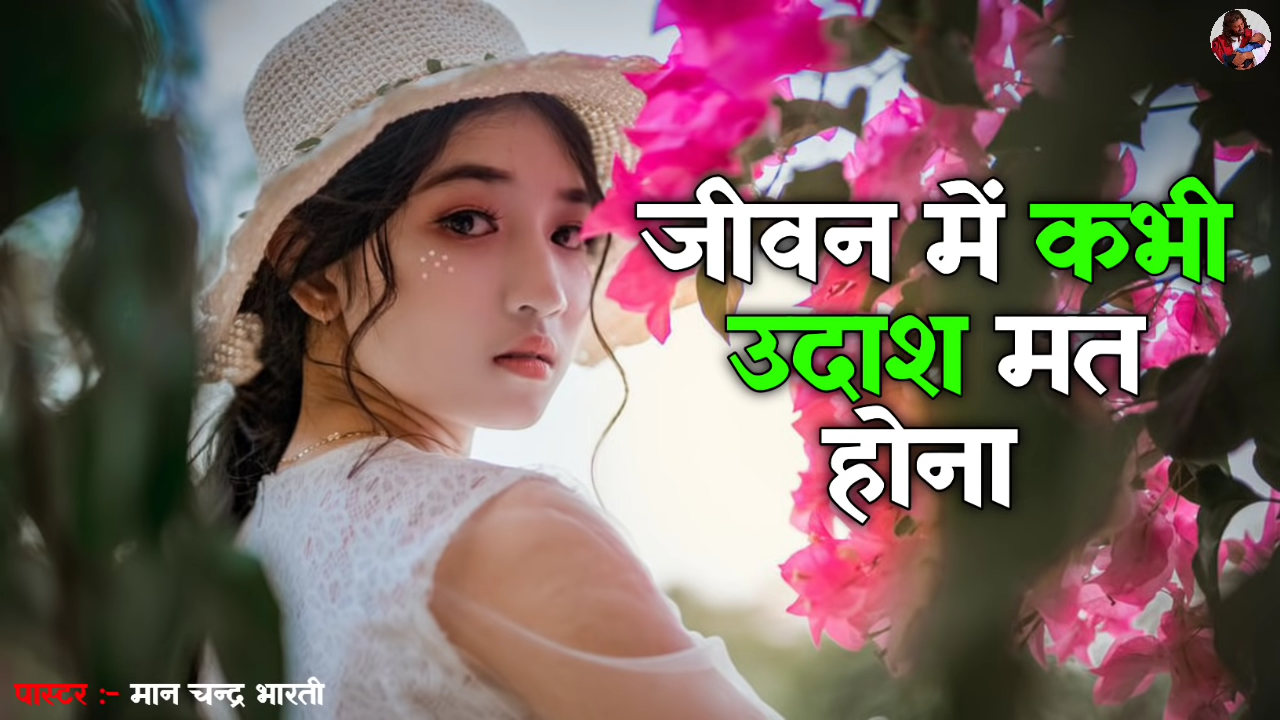 जीवन में कभी
उदाश मत
होना
पास्टर :- मान चन्द्र भारती